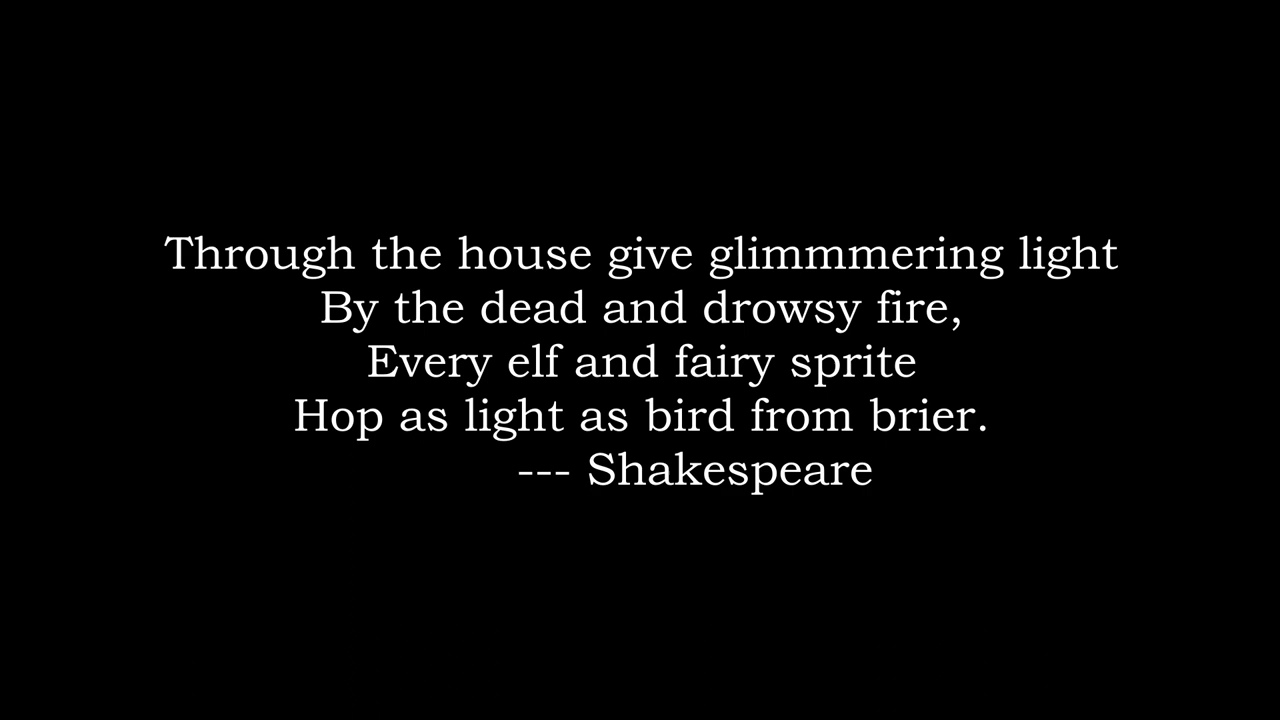 Through the house give glimmmering light
By the dead and drowsy fire,
Every elf and fairy sprite
Hop as light as bird from brier.
--- Shakespeare